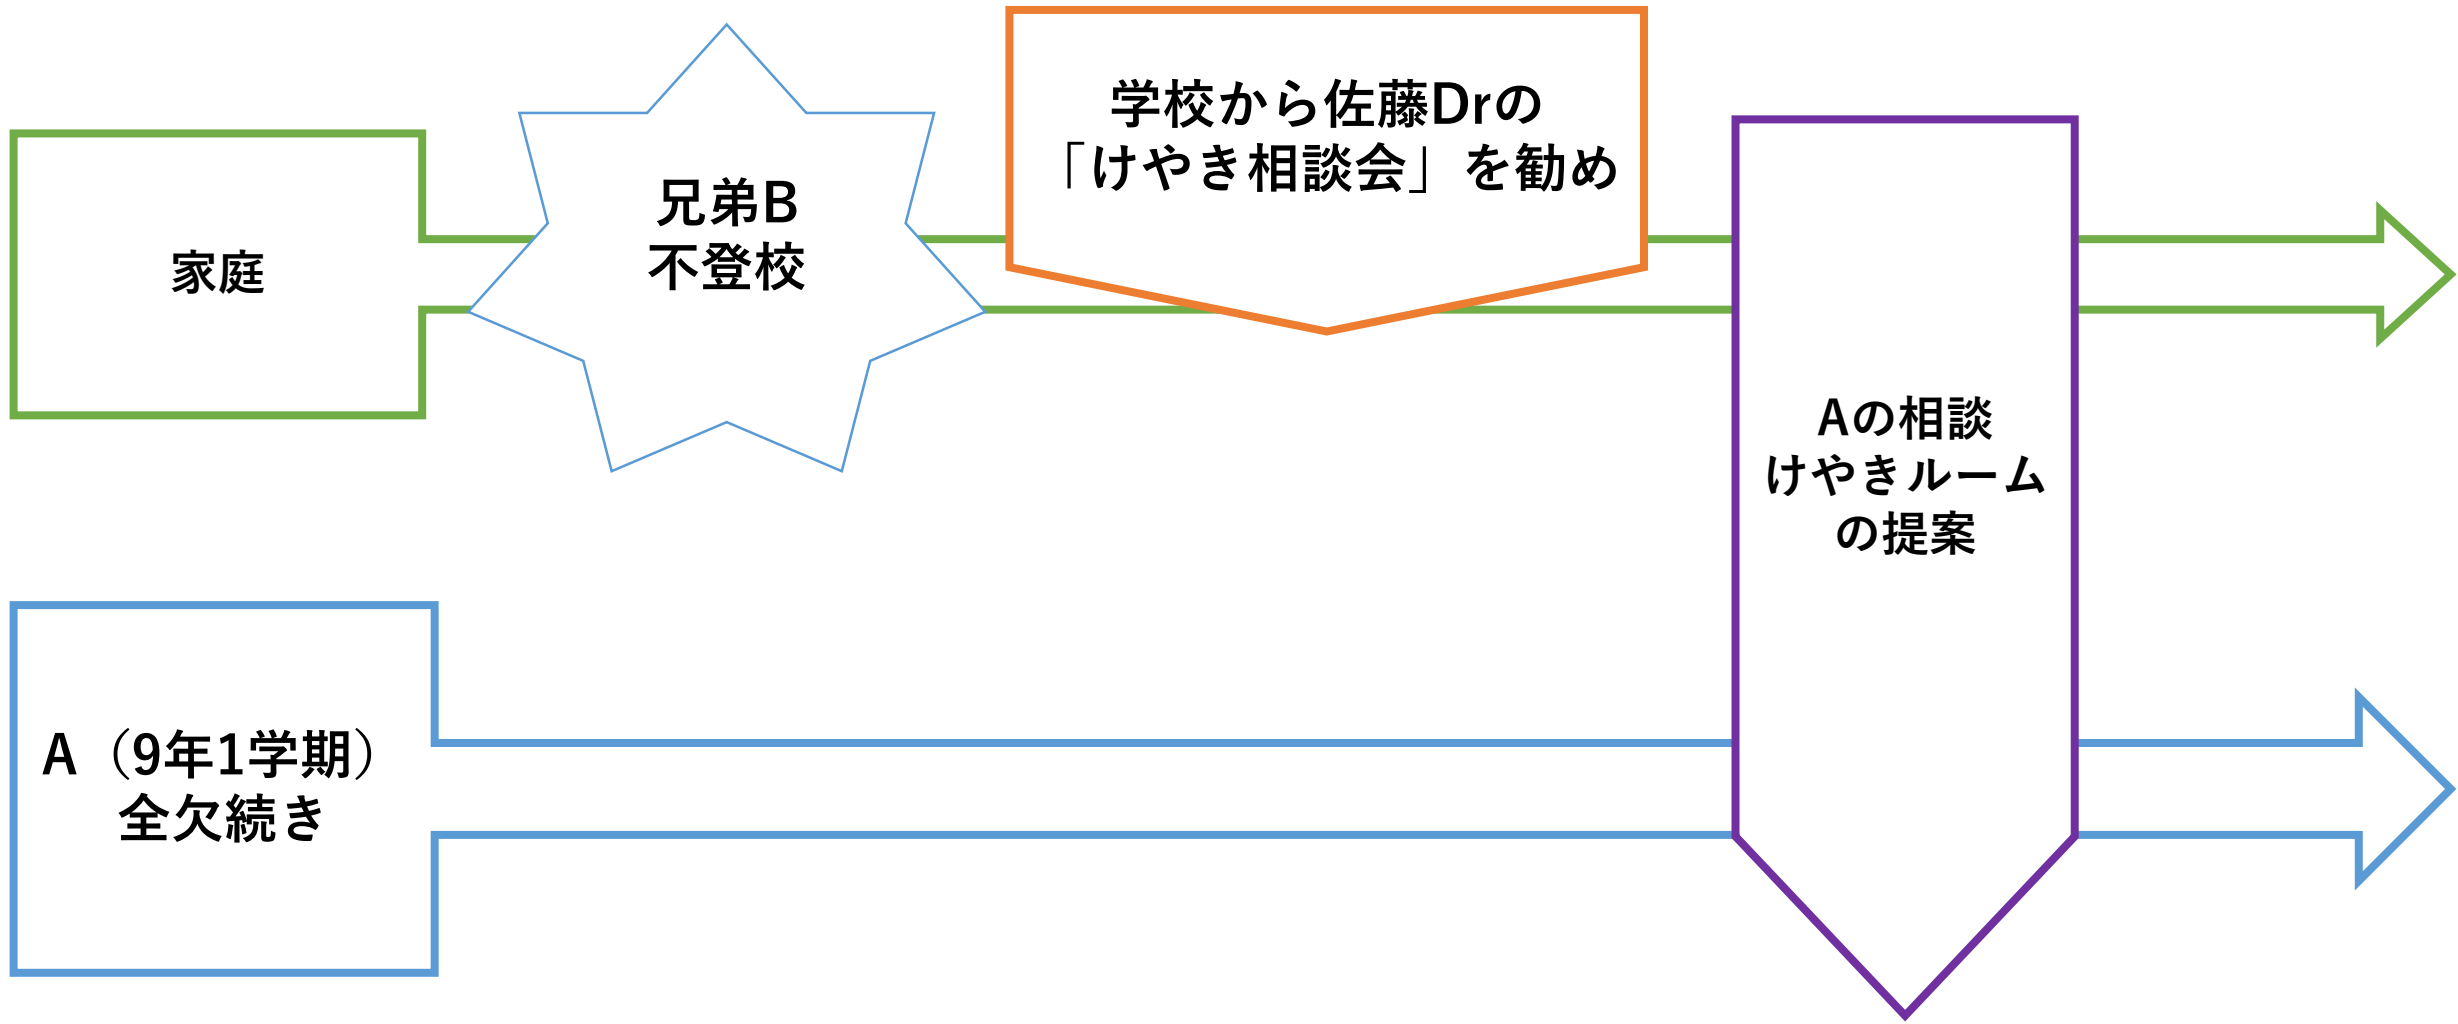 学校から佐藤Drの
「けやき相談会」を勧め
兄弟B
不登校
家庭
Aの相談
けやきルーム
の提案
A（9年1学期）
全欠続き